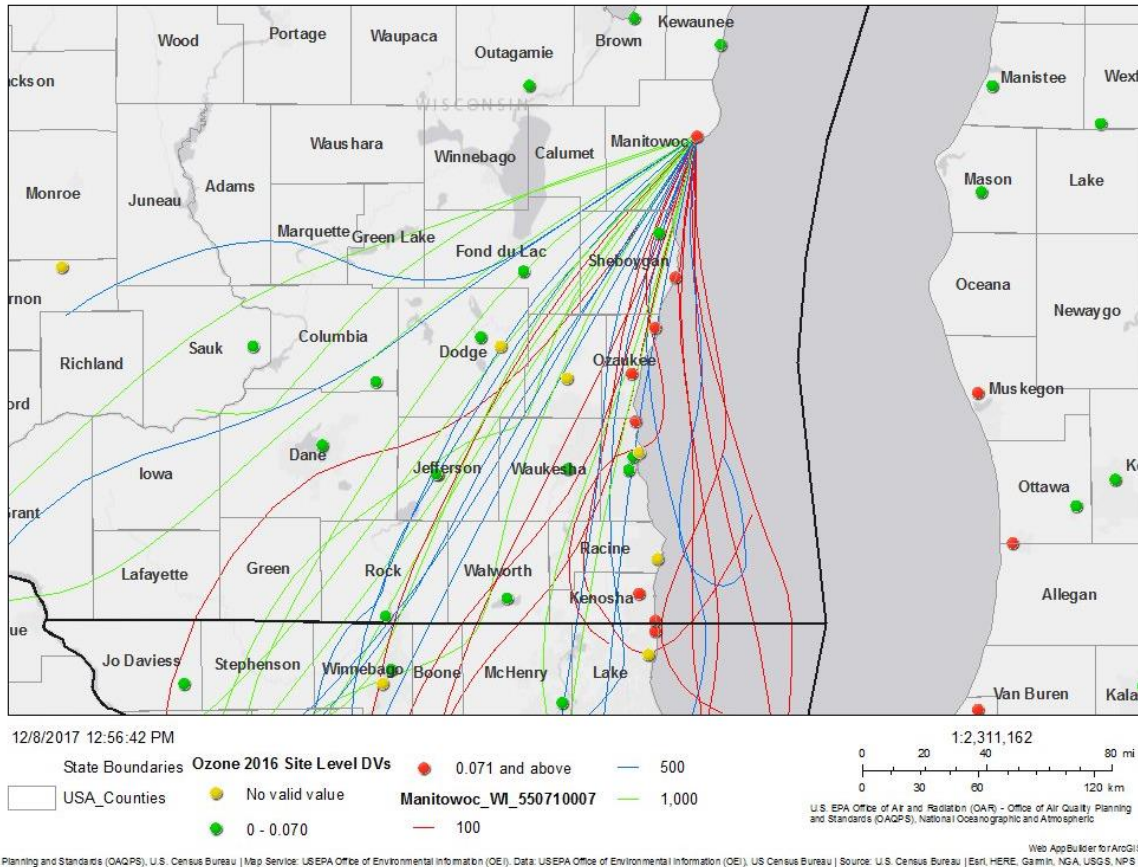 Kewaunee
Wood
Portage
Waupaca
Brown
Outagamie
ckson
Manistee
Wexf
WISCONSIN
Waushara
Manitowoc
Winnebago
Calumet
Monroe
Adams
Juneau
Mason
Lake
Marquette
Green Lake
Fond du Lac
Sheboygan
Oceana
rnon
Newaygo
Columbia
Sauk
Dodge
Richland
Ozaukee
Muskegon
ord
Dane
Iowa
Jefferson
Waukesha
Ottawa
Grant
Racine
Lafayette
Green
Rock
Walworth
Kenosha
Allegan
ue
Jo Daviess
Stephenson
Winnebago
Boone
McHenry
Lake
Van Buren
Kala
12/8/2017 12:56:42 PM
State Boundaries
USA_Counties
Ozone 2016 Site Level DVs
No valid value
0 - 0.070
0.071 and above
Manitowoc_WI_550710007
100
500
1,000
1:2,311,162
0 20 40 80 mi
0 30 60 120 km
U.S. EPA Office of Air and Radiation (OAR) - Office of Air Quality Planning
and Standards (OAQPS), National Oceanographic and Atmospheric
Web AppBuilder for ArcGI
Planning and Standards (OAQPS), U.S. Census Bureau | Map Service: USEPA Office of Environmental Information (OEI). Data: USEPA Office of Environmental Information (OEI), US Census Bureau | Source: U.S. Census Bureau | Esri, HERE, Garmin, NGA, USGS, NPS